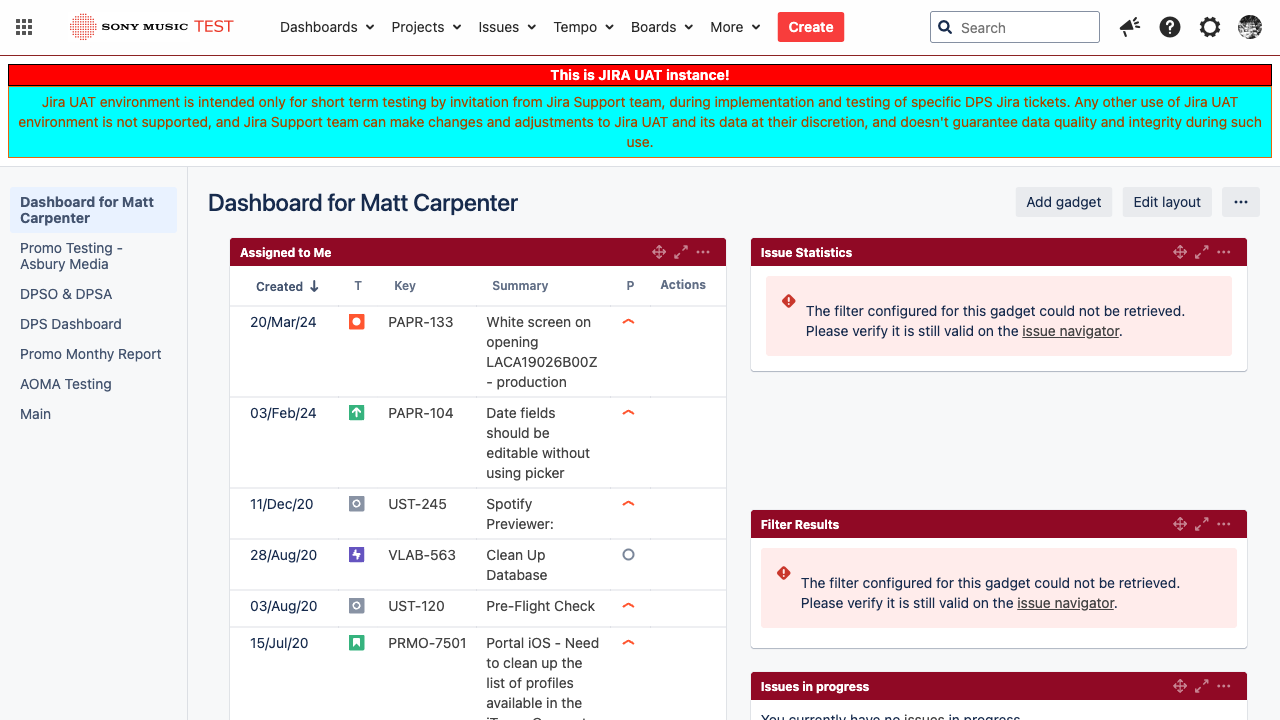 SONY MUSIC TEST
Dashboards Projects Issues Tempo Boards More Create Search
This is JIRA UAT instance!
Jira UAT environment is intended only for short term testing by invitation from Jira Support team, during implementation and testing of specific DPS Jira tickets. Any other use of Jira UAT
environment is not supported, and Jira Support team can make changes and adjustments to Jira UAT and its data at their discretion, and doesn't guarantee data quality and integrity during such
use.
Dashboard for Matt
Carpenter
Promo Testing -
Asbury Media
DPSO & DPSA
DPS Dashboard
Promo Monthy Report
AOMA Testing
Main
Dashboard for Matt Carpenter
Add gadget Edit layout
Assigned to Me
Created T Key Summary P Actions
20/Mar/24 PAPR-133 White screen on
opening
LACA19026B00Z
- production
03/Feb/24 PAPR-104 Date fields
should be
editable without
using picker
11/Dec/20 UST-245 Spotify
Previewer:
28/Aug/20 VLAB-563 Clean Up
Database
03/Aug/20 UST-120 Pre-Flight Check
15/Jul/20 PRMO-7501 Portal iOS - Need
to clean up the
list of profiles
available in the
Issue Statistics
The filter configured for this gadget could not be retrieved.
Please verify it is still valid on the issue navigator.
Filter Results
The filter configured for this gadget could not be retrieved.
Please verify it is still valid on the issue navigator.
Issues in progress
You currently have no issues in progress